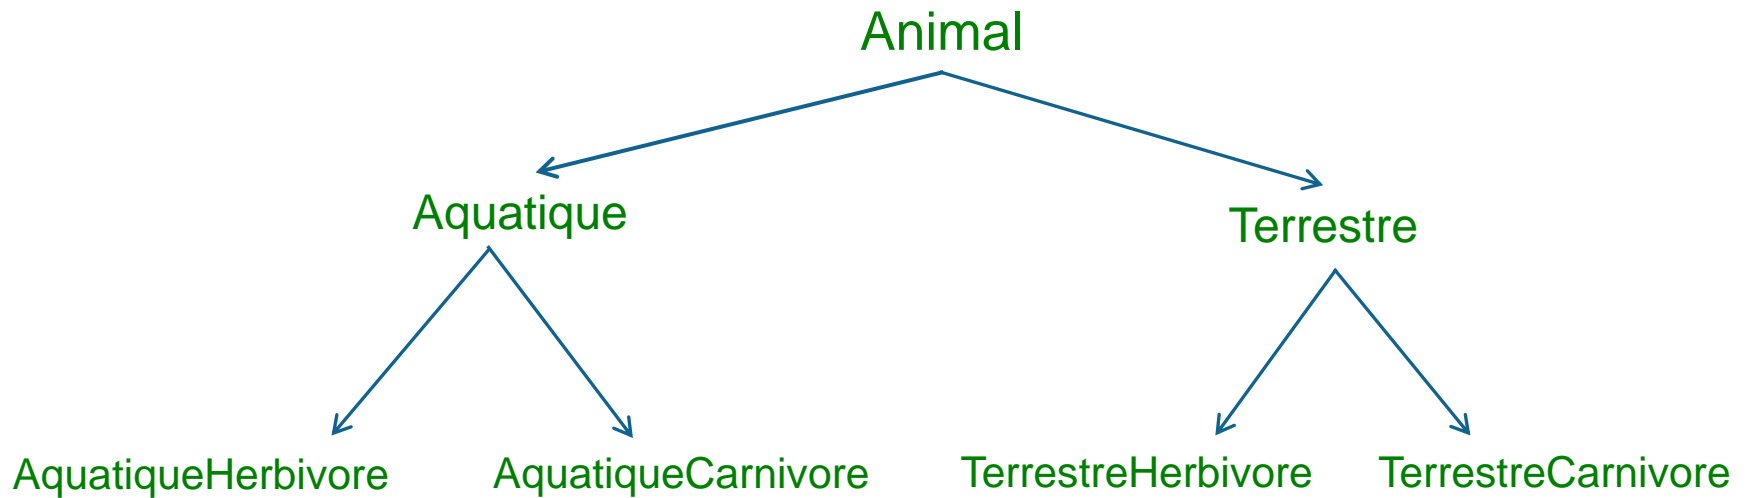 Animal
Aquatique
Terrestre
AquatiqueHerbivore
AquatiqueCarnivore
TerrestreHerbivore
TerrestreCarnivore